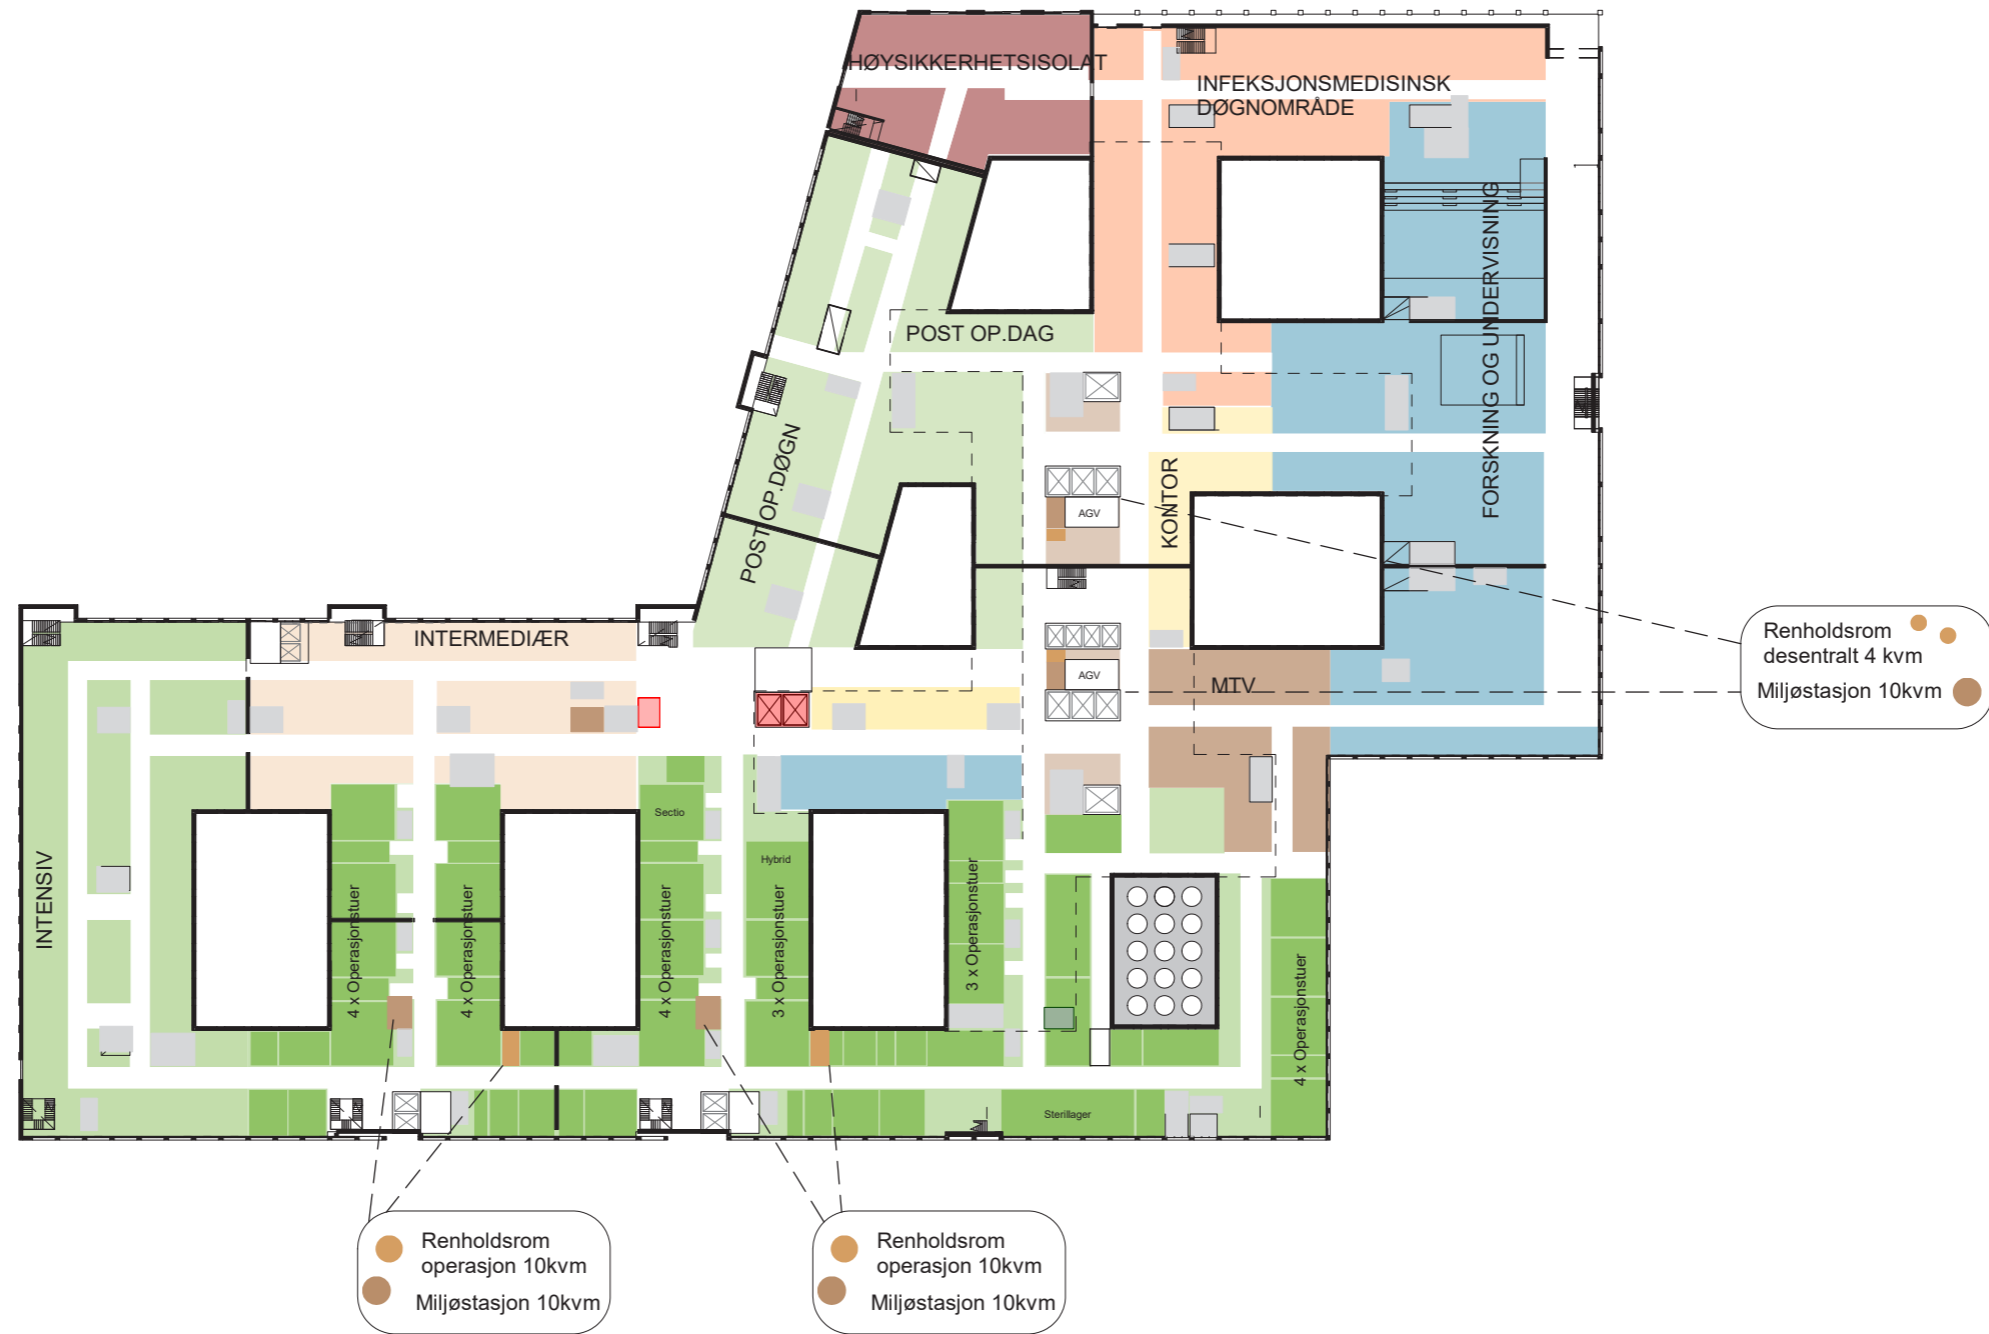 HØYSIKKERHETSISOLAT
INFEKSJONSMEDISINSK
DØGNOMRÅDE
FORSKNING OG UNDERVISNING
POST OP.DAG
POST OP.DØGN
KONTOR
AGV
INTERMEDIÆR
AGV
MTV
Renholdsrom
desentralt 4 kvm
Miljøstasjon 10kvm
INTENSIV
Sectio
Hybrid
4 x Operasjonstuer
4 x Operasjonstuer
4 x Operasjonstuer
3 x Operasjonstuer
3 x Operasjonstuer
4 x Operasjonstuer
Sterillager
Renholdsrom
operasjon 10kvm
Miljøstasjon 10kvm
Renholdsrom
operasjon 10kvm
Miljøstasjon 10kvm